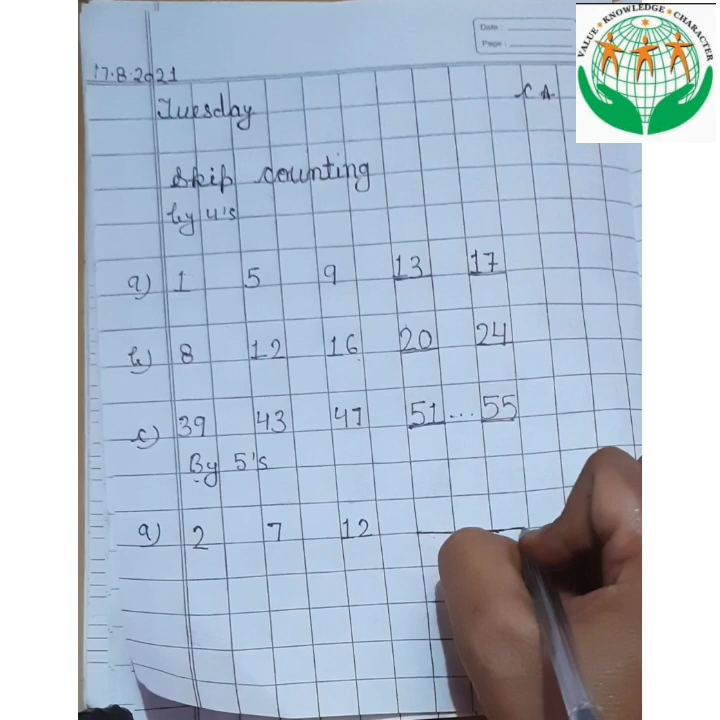 VALUE • KNOWLEDGE • CHARACTER
Date :
Page :
17.8.2021
C A
Tuesday
Skip counting
by 4's
a) 1 5 9 13 17
b) 8 12 16 20 24
c) 39 43 47 51 ... 55
By 5's
a) 2 7 12